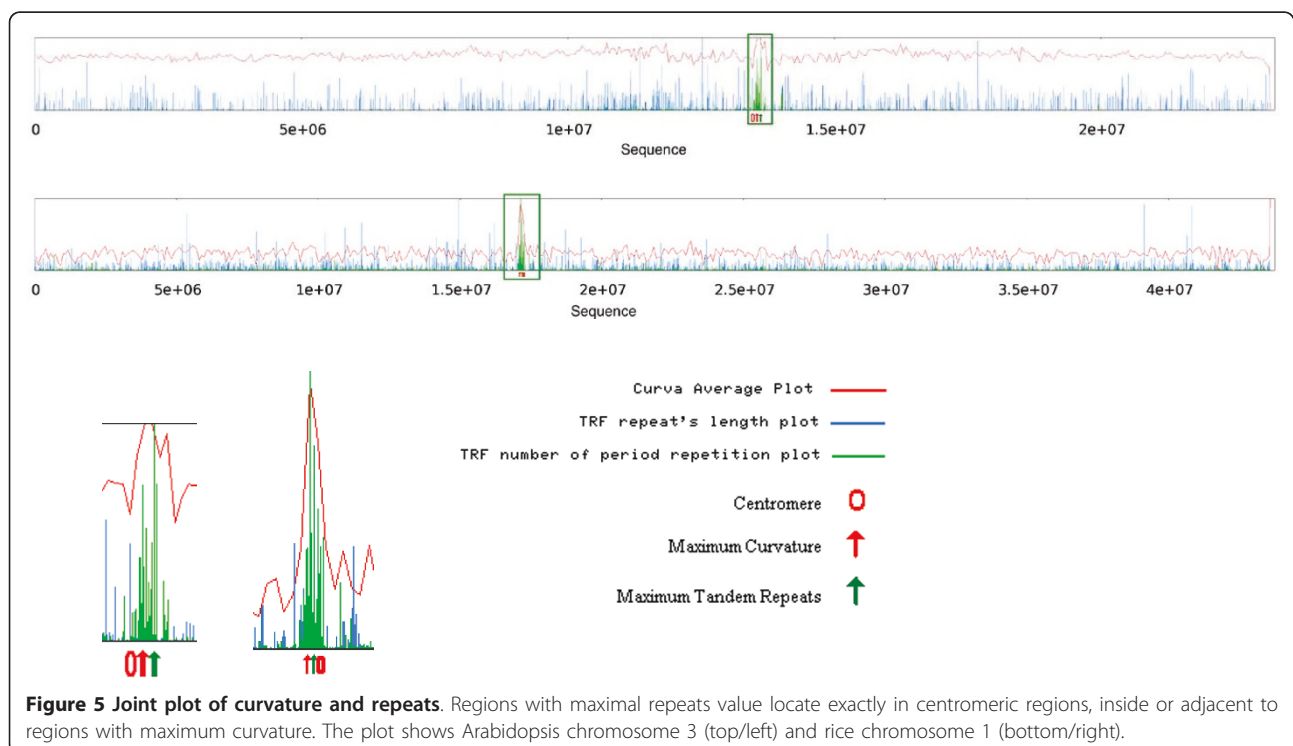 0 5e+06 1e+07 1.5e+07 2e+07
Sequence
0 5e+06 1e+07 1.5e+07 2e+07 2.5e+07 3e+07 3.5e+07 4e+07
Sequence
Curva Average Plot
TRF repeat's length plot
TRF number of period repetition plot
Centromere
Maximum Curvature
Maximum Tandem Repeats
Figure 5 Joint plot of curvature and repeats. Regions with maximal repeats value locate exactly in centromeric regions, inside or adjacent to
regions with maximum curvature. The plot shows Arabidopsis chromosome 3 (top/left) and rice chromosome 1 (bottom/right).